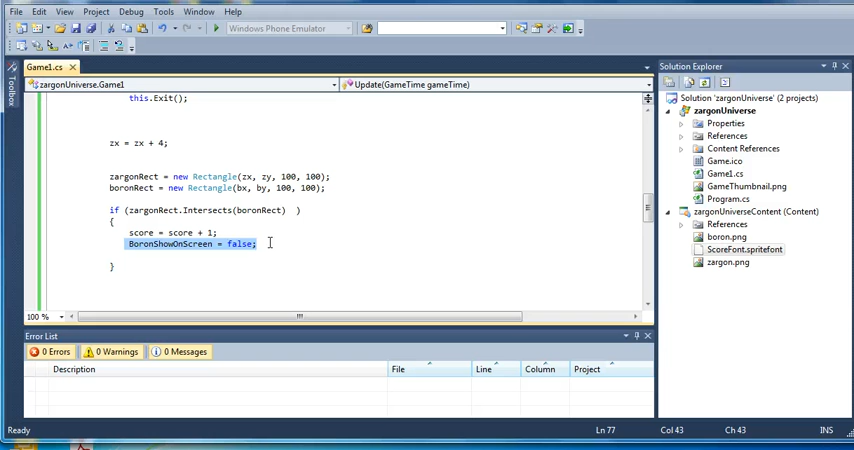 File Edit View Project Debug Team Data Tools Window Help
Windows Phone Emulator
Game1.cs
Solution Explorer
Toolbox
zargonUniverse.Game1
Update(GameTime gameTime)
this.Exit();
zx = zx + 4;
zargonRect = new Rectangle(zx, zy, 100, 100);
boronRect = new Rectangle(bx, by, 100, 100);
if (zargonRect.Intersects(boronRect) )
{
score = score + 1;
BoronShowOnScreen = false;
}
100 %
Solution 'zargonUniverse' (2 projects)
zargonUniverse
Properties
References
Content References
Game.ico
Game1.cs
GameThumbnail.png
Program.cs
zargonUniverseContent (Content)
References
boron.png
ScoreFont.spritefont
zargon.png
Error List
0 Errors
0 Warnings
0 Messages
Description
File
Line
Column
Project
Ready
Ln 77
Col 43
Ch 43
INS